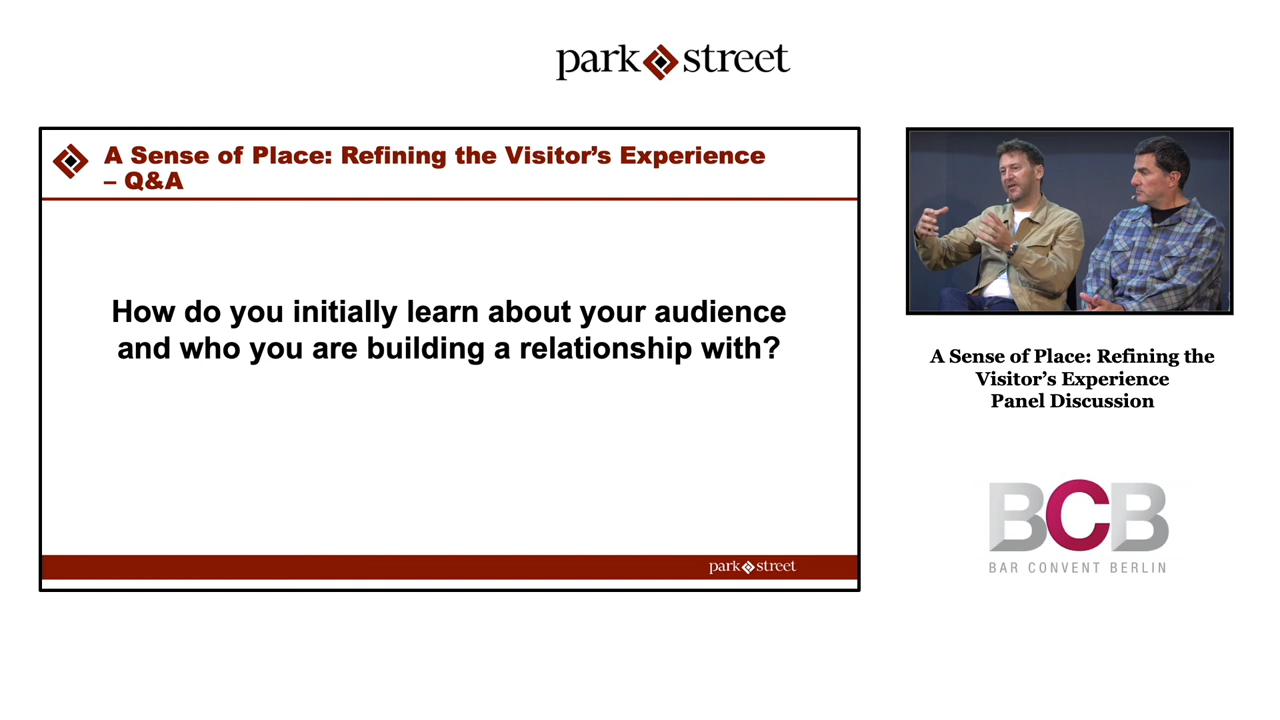 park street
A Sense of Place: Refining the Visitor’s Experience
– Q&A
How do you initially learn about your audience
and who you are building a relationship with?
park street
A Sense of Place: Refining the
Visitor’s Experience
Panel Discussion
BCB
BAR CONVENT BERLIN